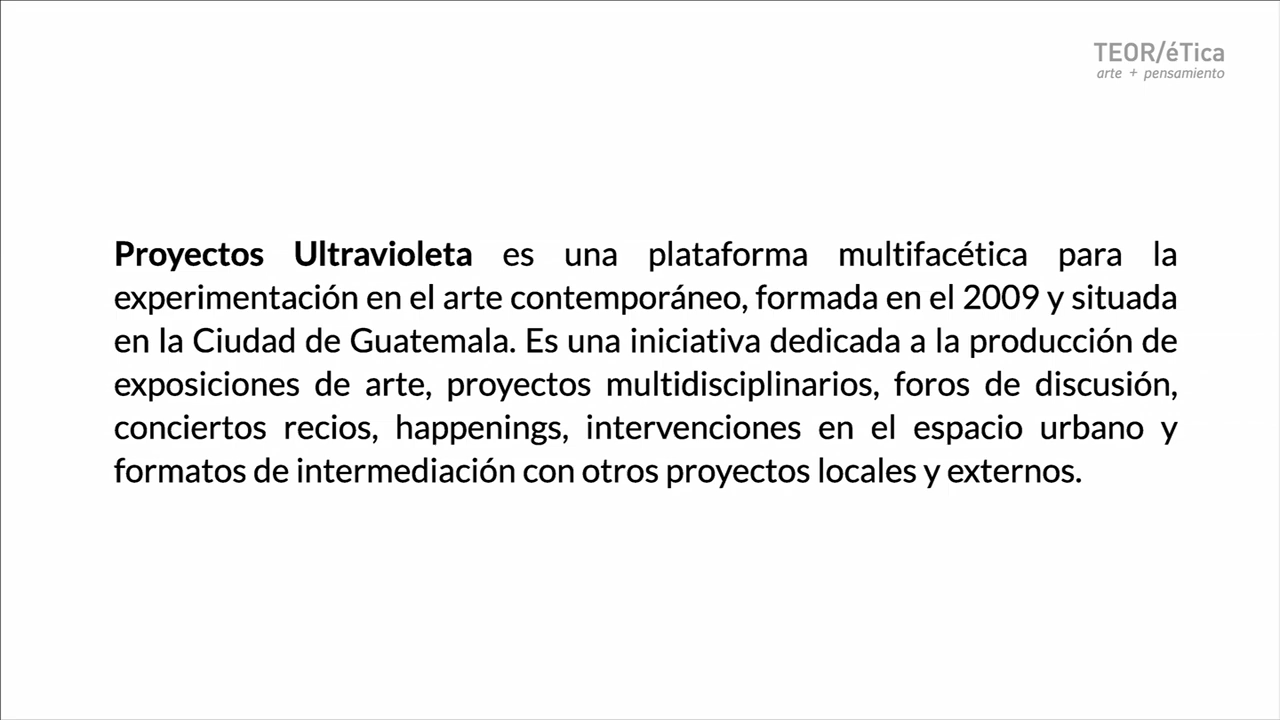 TEOR/éTica
arte + pensamiento
Proyectos Ultravioleta es una plataforma multifacética para la
experimentación en el arte contemporáneo, formada en el 2009 y situada
en la Ciudad de Guatemala. Es una iniciativa dedicada a la producción de
exposiciones de arte, proyectos multidisciplinarios, foros de discusión,
conciertos recios, happenings, intervenciones en el espacio urbano y
formatos de intermediación con otros proyectos locales y externos.